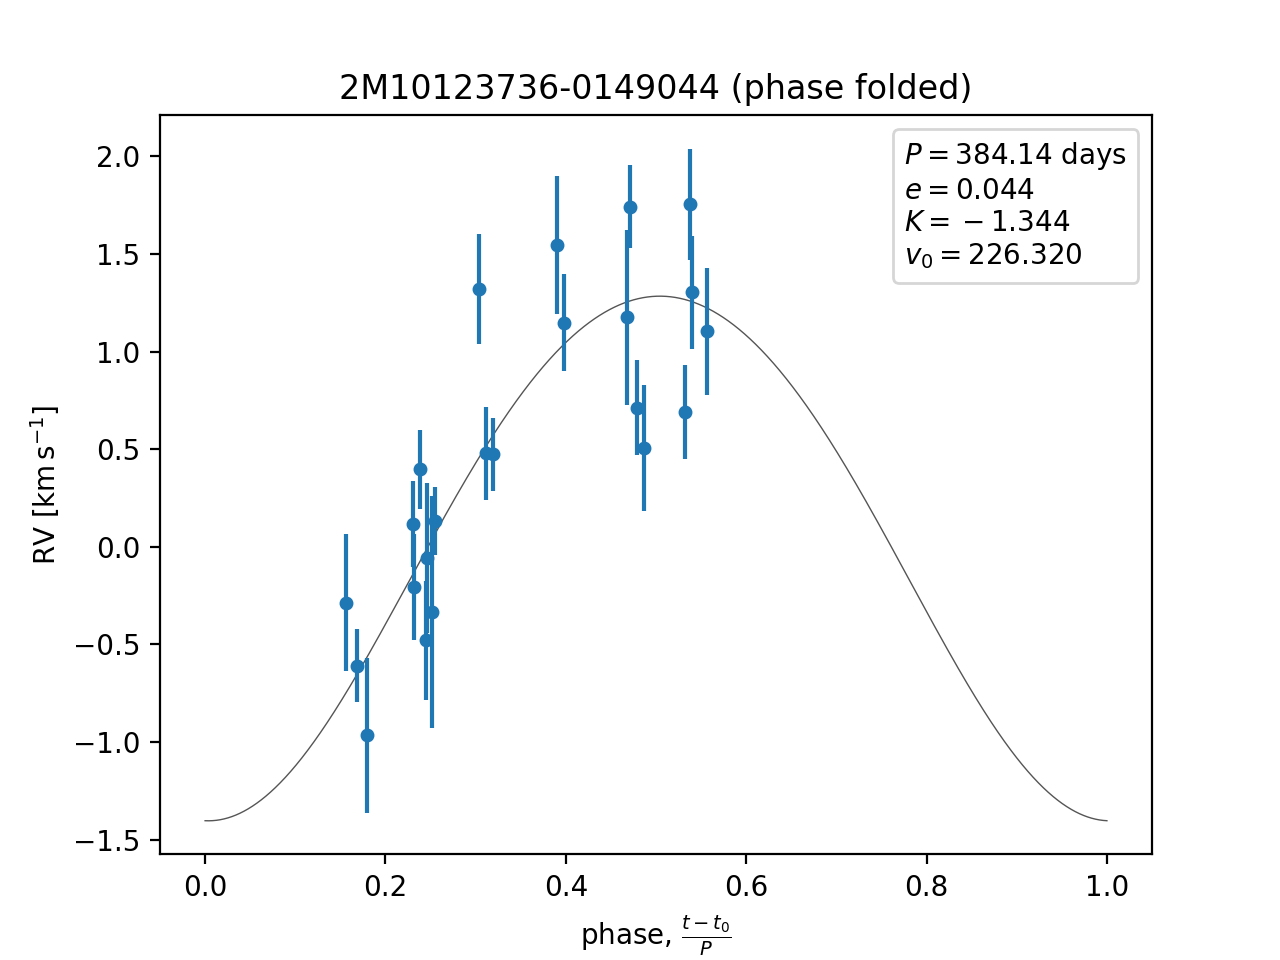 2M10123736-0149044 (phase folded)
P = 384.14 days
e = 0.044
K = −1.344
v₀ = 226.320
2.0
1.5
1.0
0.5
0.0
−0.5
−1.0
−1.5
RV [km s⁻¹]
0.0 0.2 0.4 0.6 0.8 1.0
phase, (t − t₀)/P